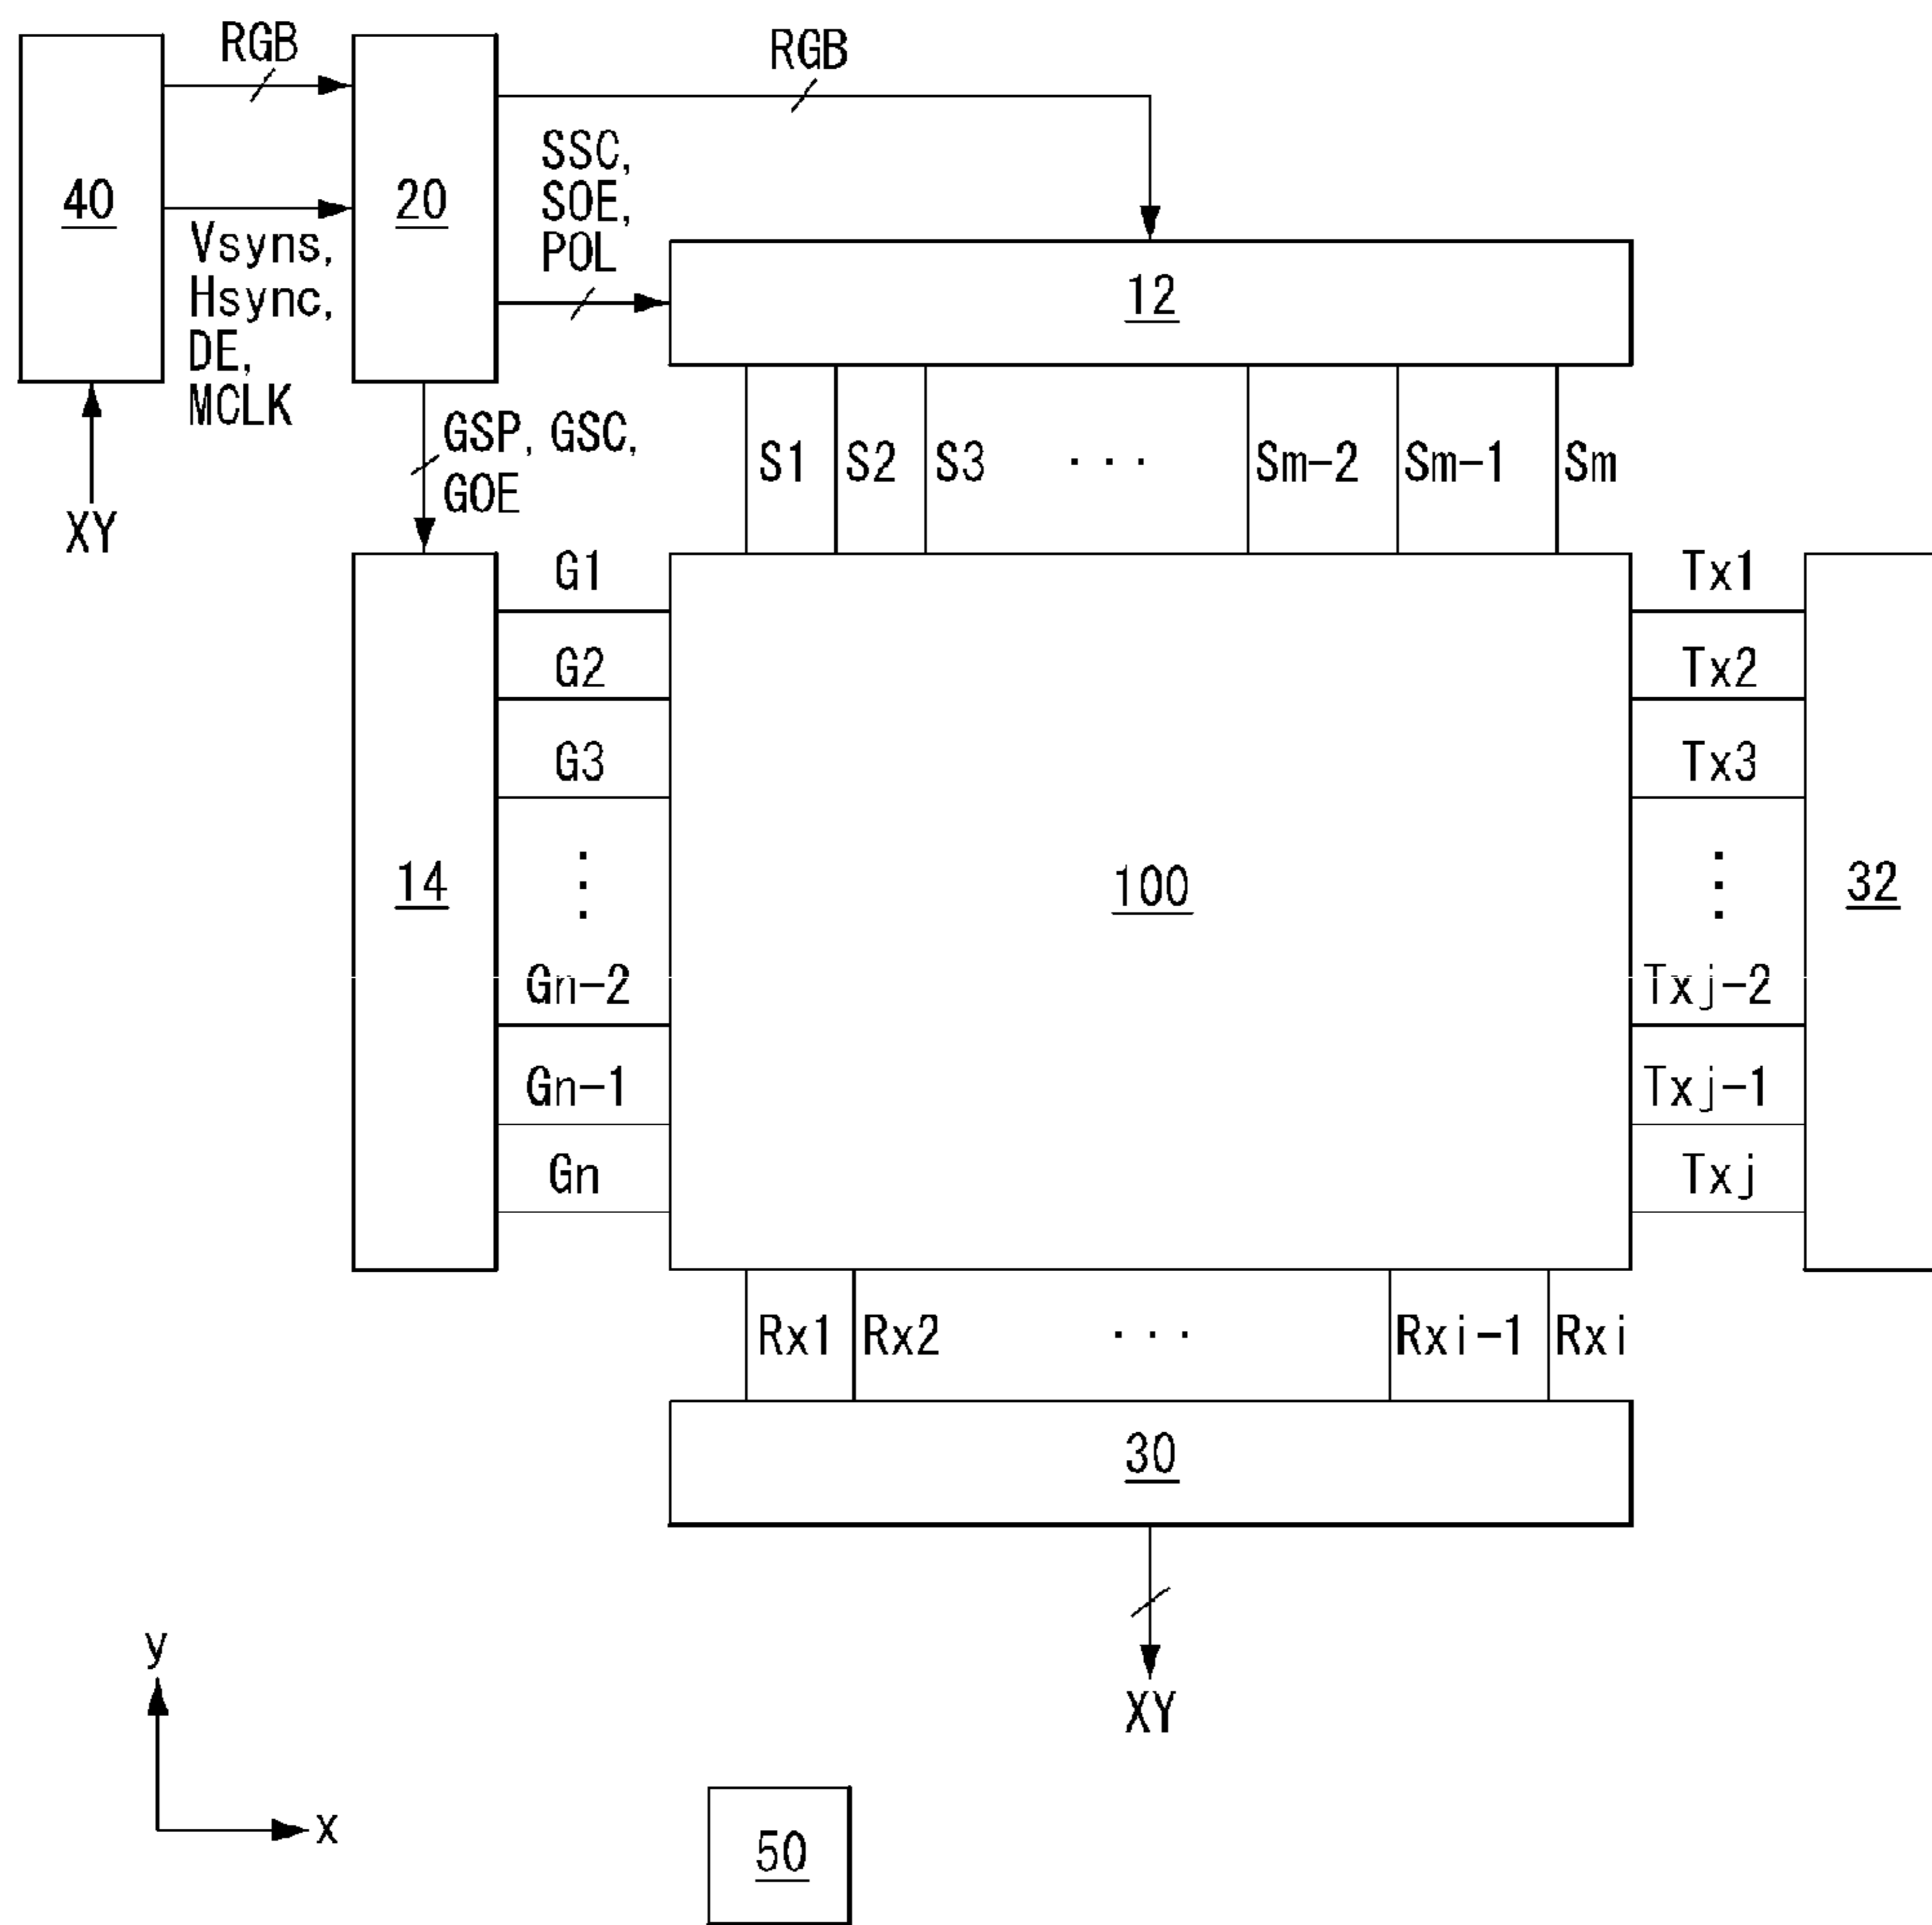 RGB
RGB
40
20
SSC,
SOE,
POL
Vsyns,
Hsync,
DE,
MCLK
12
GSP, GSC,
GOE
XY
S1 S2 S3 ··· Sm-2 Sm-1 Sm
G1
G2
G3
⋮
Gn-2
Gn-1
Gn
14
100
Tx1
Tx2
Tx3
⋮
Txj-2
Txj-1
Txj
32
Rx1 Rx2 ··· Rxi-1 Rxi
30
XY
y
x
50